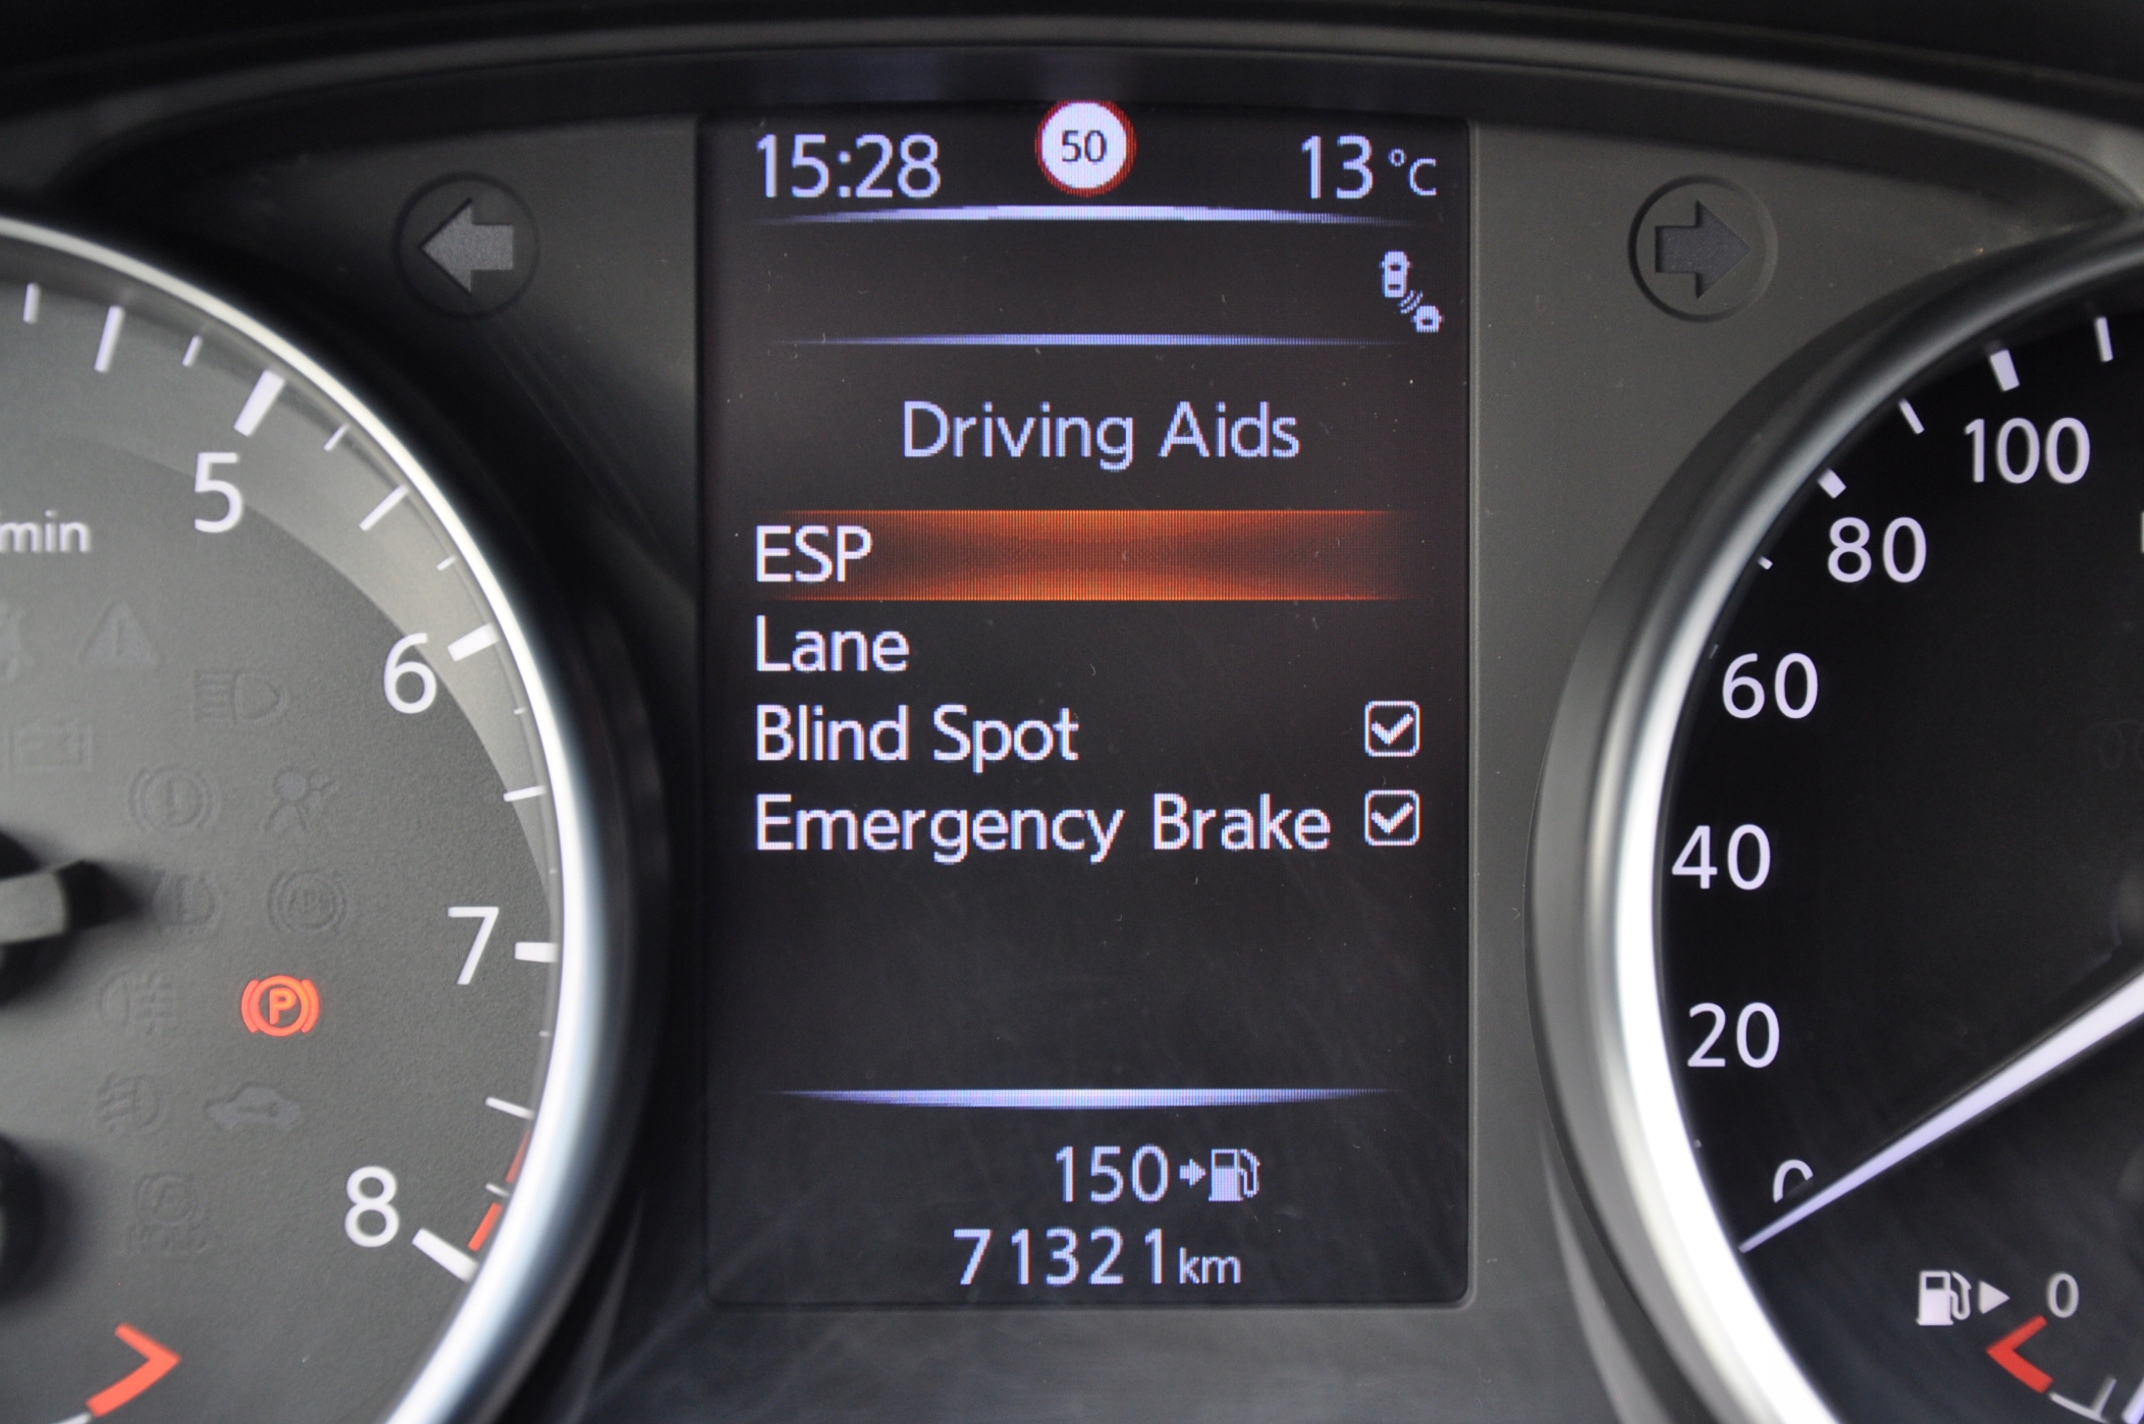 15:28 50 13 °C
Driving Aids
ESP
Lane
Blind Spot
Emergency Brake
150
71321 km
/min
5
6
7
8
P
100
80
60
40
20
0
0